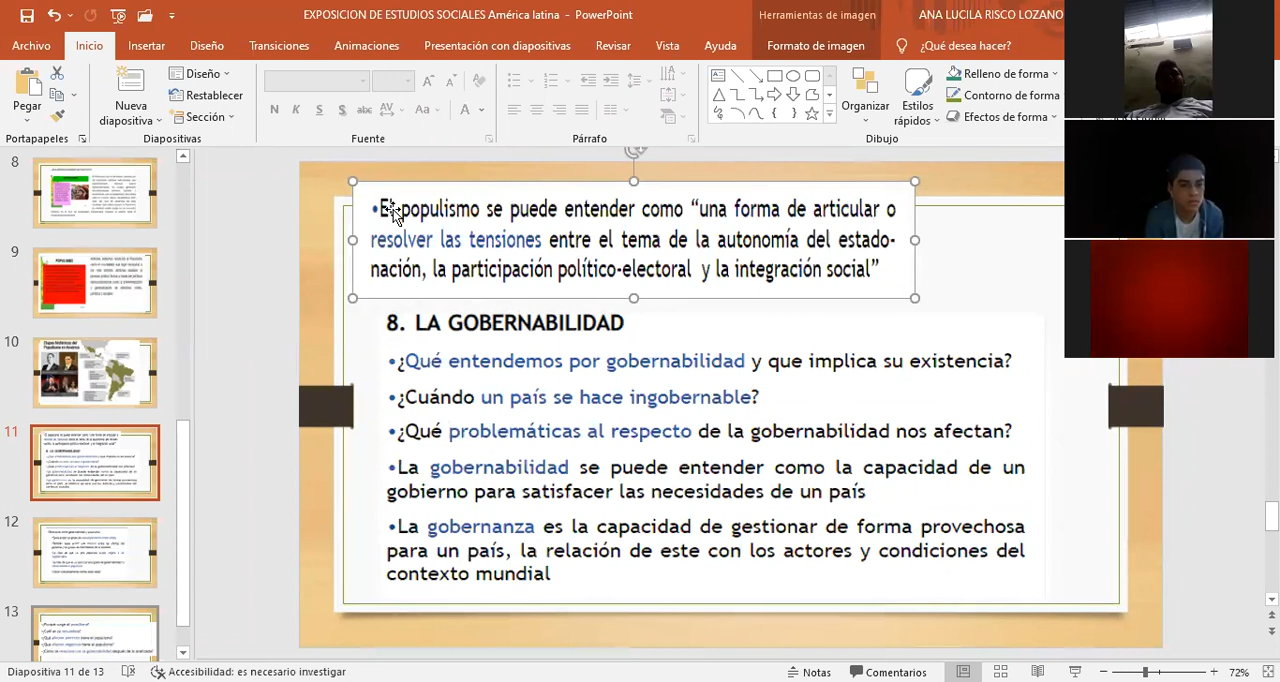 EXPOSICION DE ESTUDIOS SOCIALES América latina - PowerPoint
Herramientas de imagen
ANA LUCILA RISCO LOZANO
Archivo Inicio Insertar Diseño Transiciones Animaciones Presentación con diapositivas Revisar Vista Ayuda Formato de imagen ¿Qué desea hacer?
Pegar
Portapapeles
Nueva diapositiva
Diseño
Restablecer
Sección
Diapositivas
N K S S abc AV Aa A
Fuente
Párrafo
Organizar
Estilos rápidos
Relleno de forma
Contorno de forma
Efectos de forma
Dibujo
8
9
10
11
12
13
•El populismo se puede entender como “una forma de articular o
resolver las tensiones entre el tema de la autonomía del estado-
nación, la participación político-electoral y la integración social”
8. LA GOBERNABILIDAD
•¿Qué entendemos por gobernabilidad y que implica su existencia?
•¿Cuándo un país se hace ingobernable?
•¿Qué problemáticas al respecto de la gobernabilidad nos afectan?
•La gobernabilidad se puede entender como la capacidad de un
gobierno para satisfacer las necesidades de un país
•La gobernanza es la capacidad de gestionar de forma provechosa
para un país, la relación de este con los actores y condiciones del
contexto mundial
Diapositiva 11 de 13
Accesibilidad: es necesario investigar
Notas
Comentarios
72%